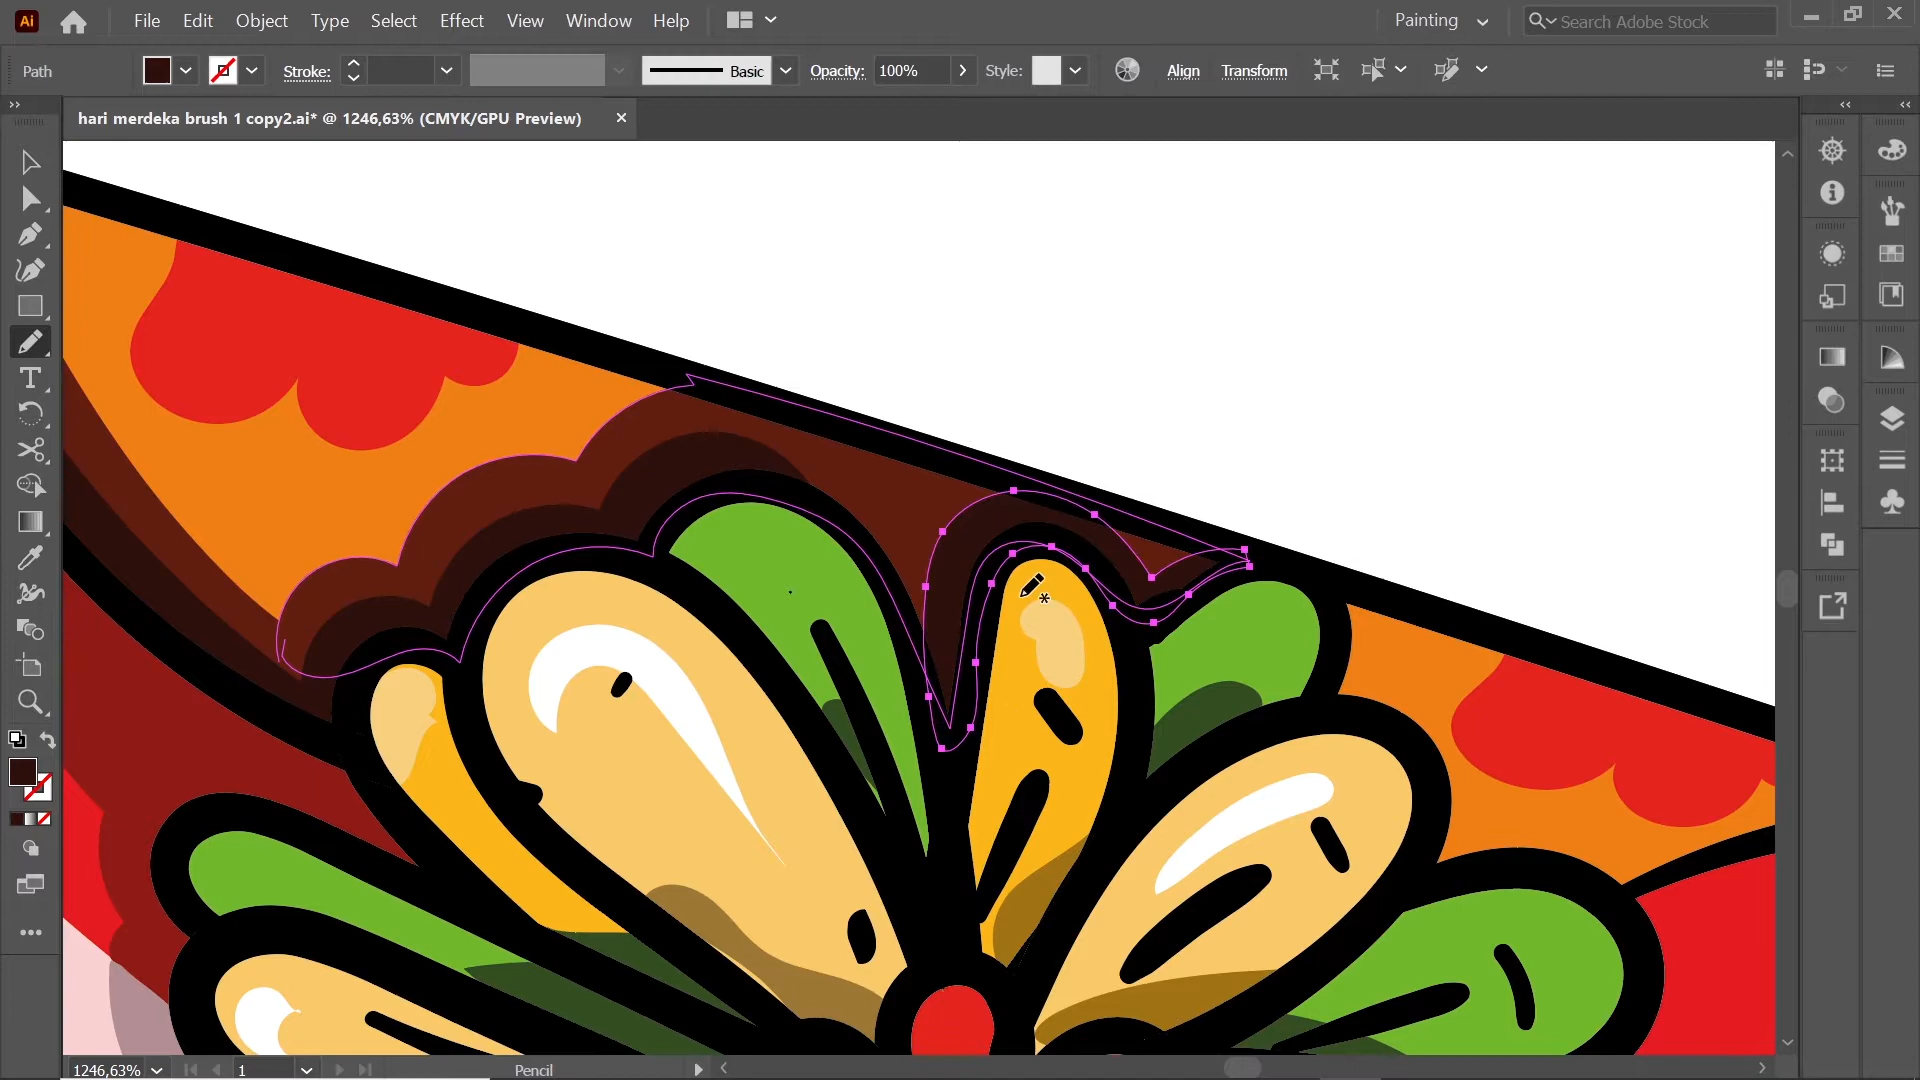 Ai File Edit Object Type Select Effect View Window Help Painting Search Adobe Stock
Path Stroke: Basic Opacity: 100% Style: Align Transform
hari merdeka brush 1 copy2.ai* @ 1246,63% (CMYK/GPU Preview)
1246,63% 1 Pencil